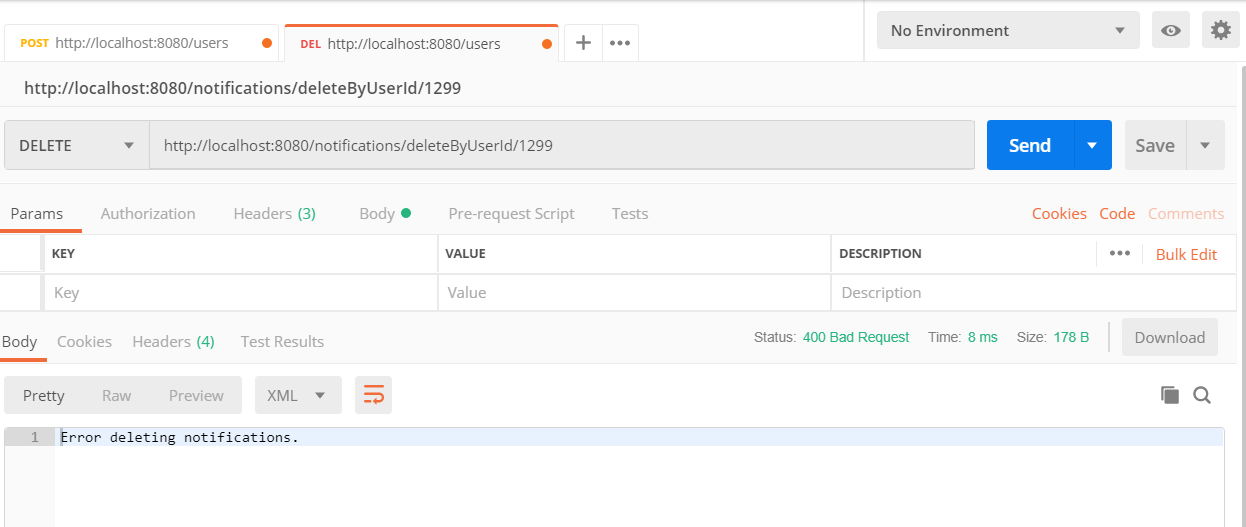 POST http://localhost:8080/users DEL http://localhost:8080/users No Environment
http://localhost:8080/notifications/deleteByUserId/1299
DELETE http://localhost:8080/notifications/deleteByUserId/1299 Send Save
Params Authorization Headers (3) Body Pre-request Script Tests Cookies Code Comments
KEY VALUE DESCRIPTION Bulk Edit
Key Value Description
Body Cookies Headers (4) Test Results Status: 400 Bad Request Time: 8 ms Size: 178 B Download
Pretty Raw Preview XML
1 Error deleting notifications.